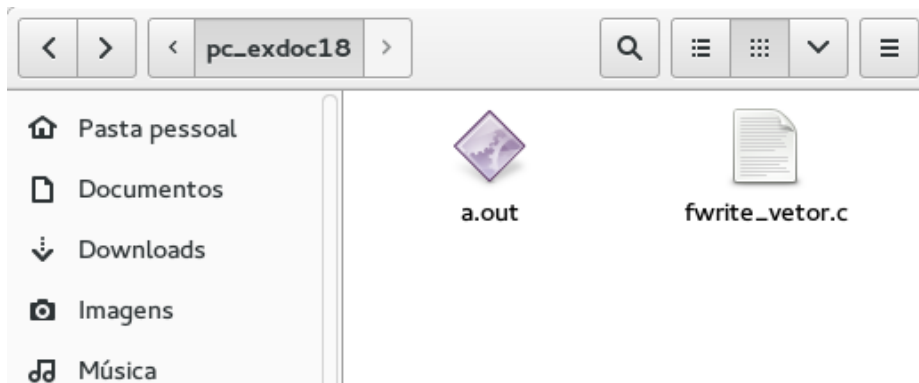 pc_exdoc18
Pasta pessoal
Documentos
Downloads
Imagens
Música
a.out
fwrite_vetor.c